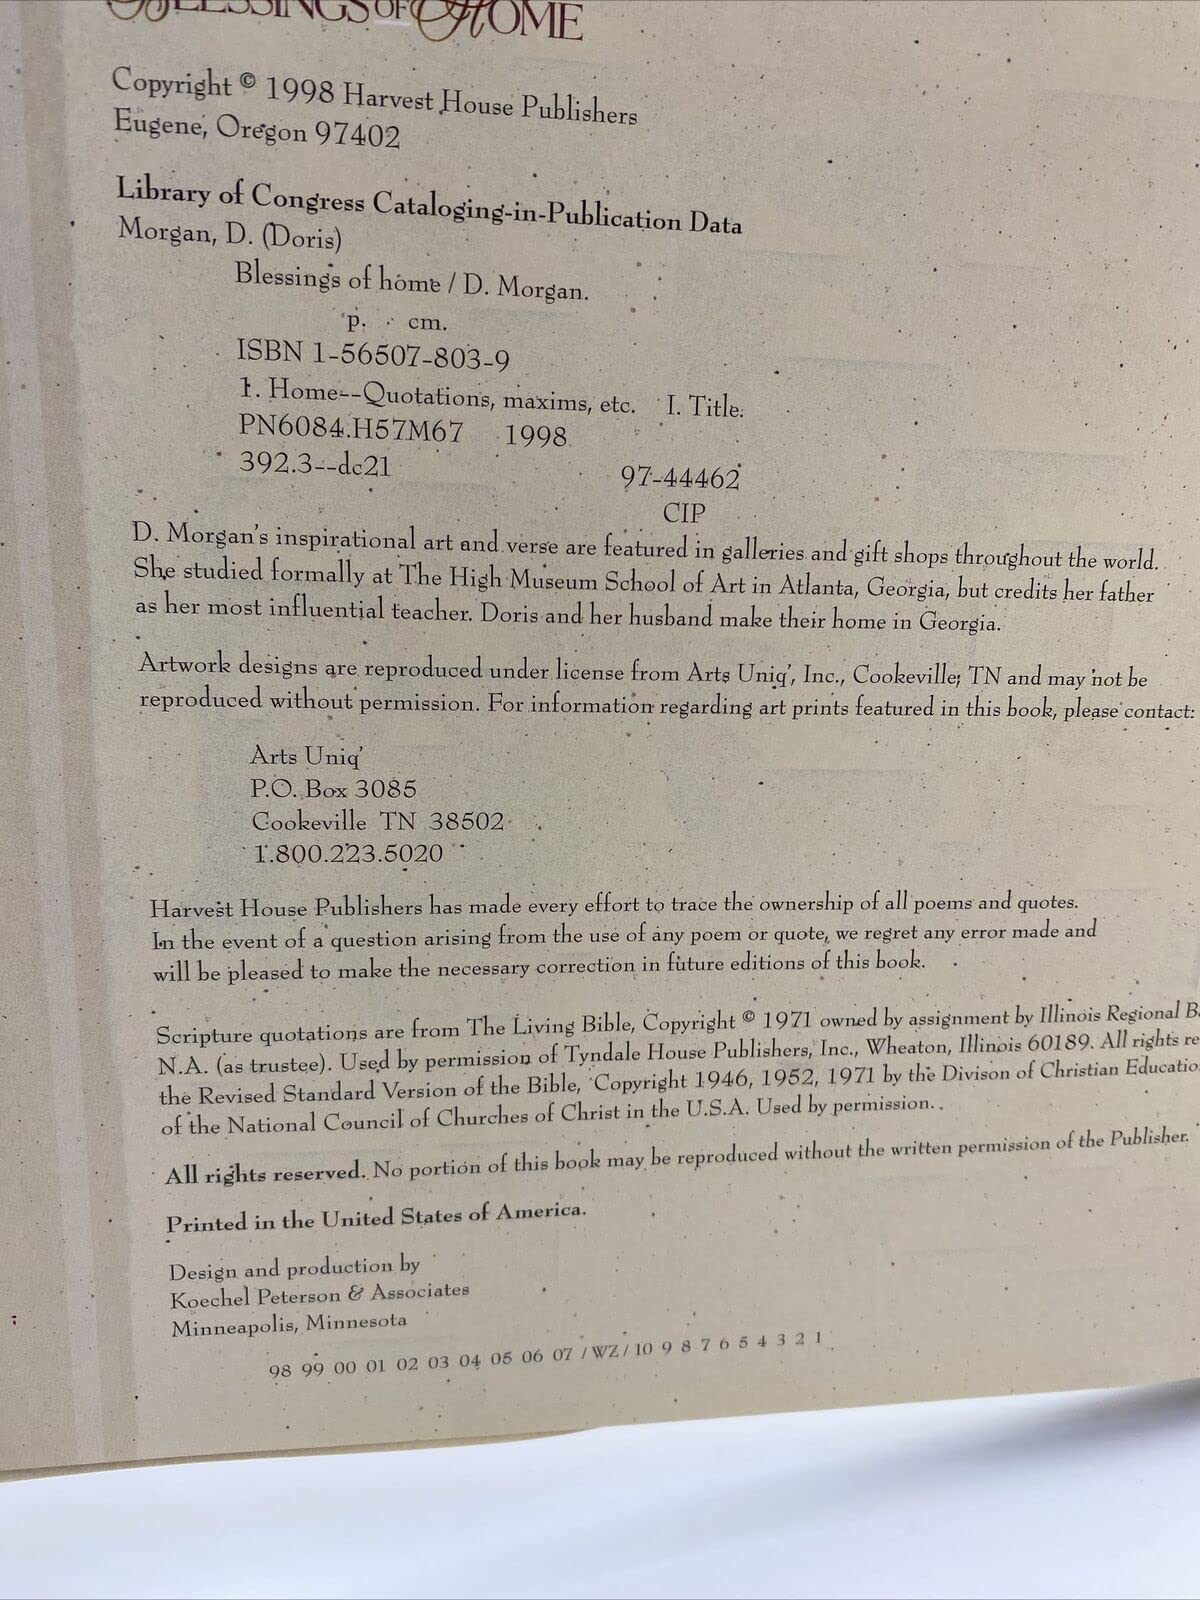 BLESSINGS OF HOME
Copyright © 1998 Harvest House Publishers
Eugene, Oregon 97402
Library of Congress Cataloging-in-Publication Data
Morgan, D. (Doris)
Blessings of home / D. Morgan.
p. cm.
ISBN 1-56507-803-9
1. Home--Quotations, maxims, etc. I. Title.
PN6084.H57M67 1998
392.3--dc21 97-44462
CIP
D. Morgan's inspirational art and verse are featured in galleries and gift shops throughout the world.
She studied formally at The High Museum School of Art in Atlanta, Georgia, but credits her father
as her most influential teacher. Doris and her husband make their home in Georgia.
Artwork designs are reproduced under license from Arts Uniq', Inc., Cookeville, TN and may not be
reproduced without permission. For information regarding art prints featured in this book, please contact:
Arts Uniq'
P.O. Box 3085
Cookeville TN 38502
1.800.223.5020
Harvest House Publishers has made every effort to trace the ownership of all poems and quotes.
In the event of a question arising from the use of any poem or quote, we regret any error made and
will be pleased to make the necessary correction in future editions of this book.
Scripture quotations are from The Living Bible, Copyright © 1971 owned by assignment by Illinois Regional
N.A. (as trustee). Used by permission of Tyndale House Publishers, Inc., Wheaton, Illinois 60189. All rights
the Revised Standard Version of the Bible, Copyright 1946, 1952, 1971 by the Divison of Christian
of the National Council of Churches of Christ in the U.S.A. Used by permission.
All rights reserved. No portion of this book may be reproduced without the written permission of the Publisher.
Printed in the United States of America.
Design and production by
Koechel Peterson & Associates
Minneapolis, Minnesota
98 99 00 01 02 03 04 05 06 07 / WZ / 10 9 8 7 6 5 4 3 2 1